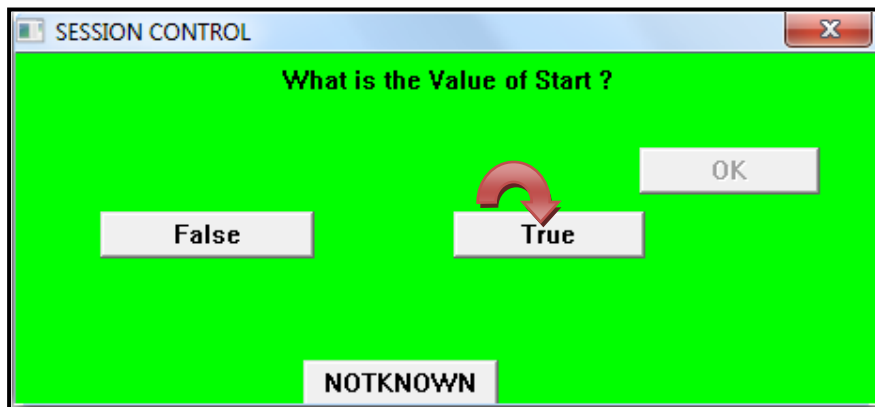 SESSION CONTROL
What is the Value of Start ?
OK
False True
NOTKNOWN